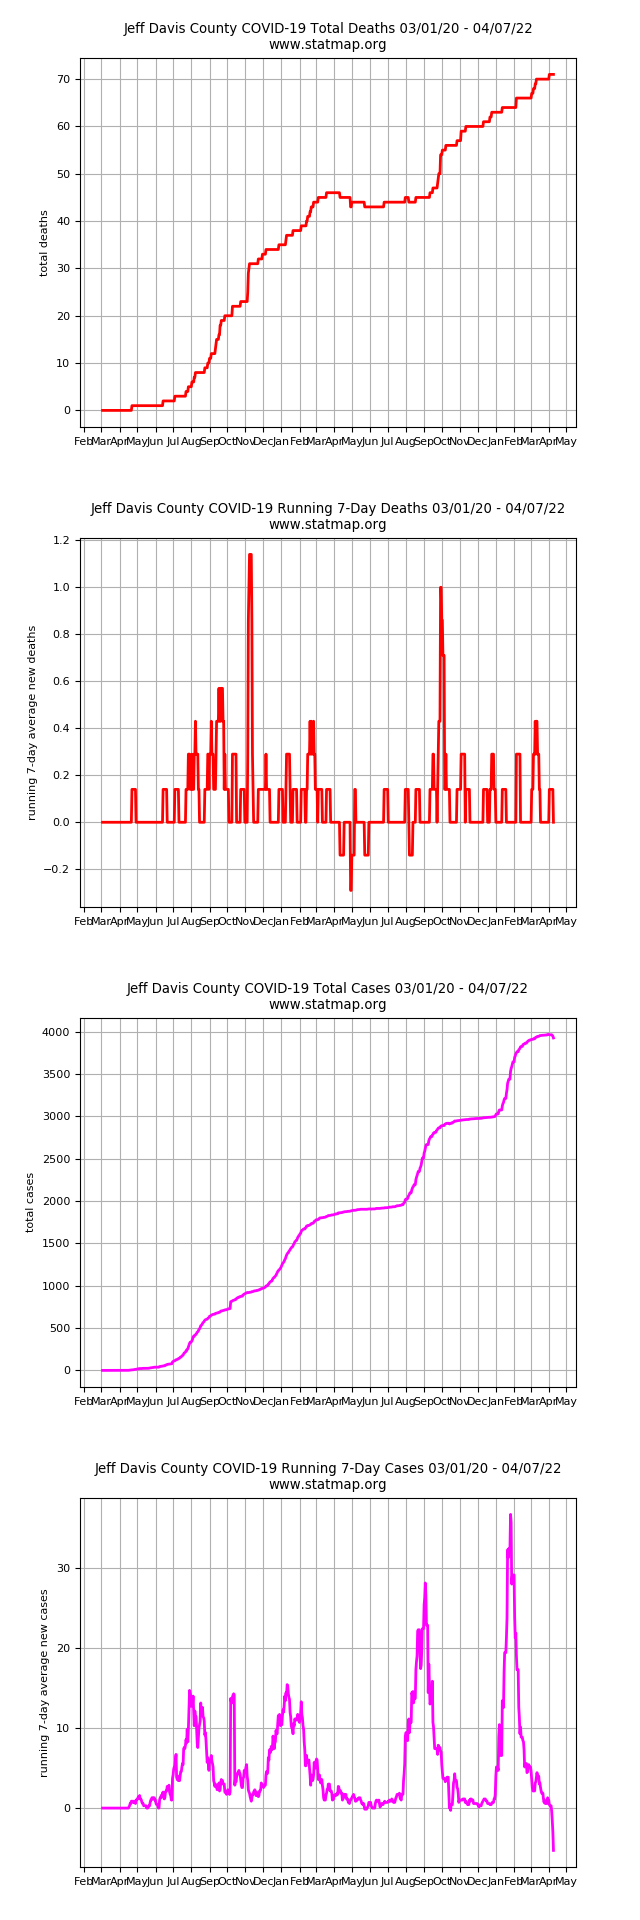 Jeff Davis County COVID-19 Total Deaths 03/01/20 - 04/07/22
www.statmap.org
70
60
50
40
30
20
10
0
total deaths
Feb Mar Apr May Jun Jul Aug Sep Oct Nov Dec Jan Feb Mar Apr May Jun Jul Aug Sep Oct Nov Dec Jan Feb Mar Apr May
Jeff Davis County COVID-19 Running 7-Day Deaths 03/01/20 - 04/07/22
www.statmap.org
1.2
1.0
0.8
0.6
0.4
0.2
0.0
−0.2
running 7-day average new deaths
Feb Mar Apr May Jun Jul Aug Sep Oct Nov Dec Jan Feb Mar Apr May Jun Jul Aug Sep Oct Nov Dec Jan Feb Mar Apr May
Jeff Davis County COVID-19 Total Cases 03/01/20 - 04/07/22
www.statmap.org
4000
3500
3000
2500
2000
1500
1000
500
0
total cases
Feb Mar Apr May Jun Jul Aug Sep Oct Nov Dec Jan Feb Mar Apr May Jun Jul Aug Sep Oct Nov Dec Jan Feb Mar Apr May
Jeff Davis County COVID-19 Running 7-Day Cases 03/01/20 - 04/07/22
www.statmap.org
30
20
10
0
running 7-day average new cases
Feb Mar Apr May Jun Jul Aug Sep Oct Nov Dec Jan Feb Mar Apr May Jun Jul Aug Sep Oct Nov Dec Jan Feb Mar Apr May